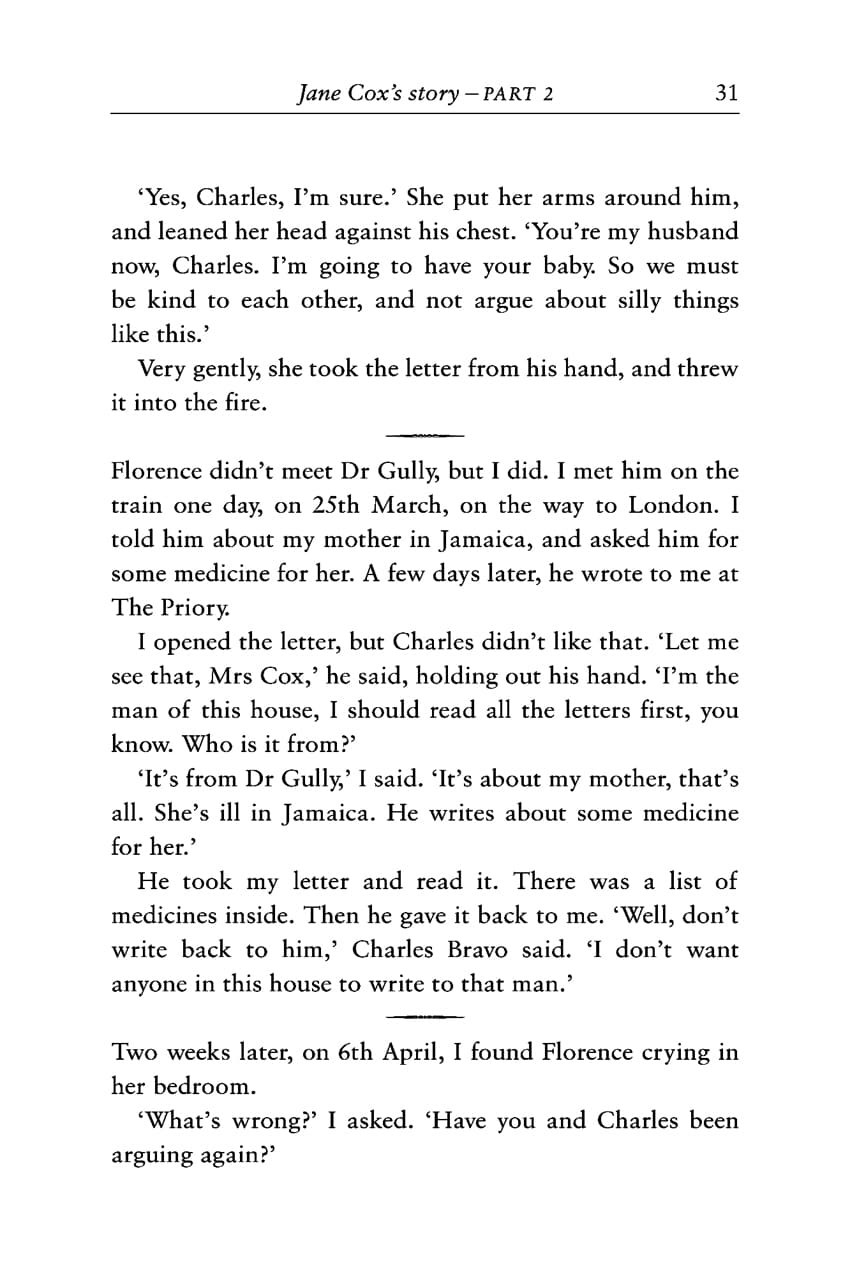 Jane Cox’s story – PART 2 31
‘Yes, Charles, I’m sure.’ She put her arms around him,
and leaned her head against his chest. ‘You’re my husband
now, Charles. I’m going to have your baby. So we must
be kind to each other, and not argue about silly things
like this.’
Very gently, she took the letter from his hand, and threw
it into the fire.
Florence didn’t meet Dr Gully, but I did. I met him on the
train one day, on 25th March, on the way to London. I
told him about my mother in Jamaica, and asked him for
some medicine for her. A few days later, he wrote to me at
The Priory.
I opened the letter, but Charles didn’t like that. ‘Let me
see that, Mrs Cox,’ he said, holding out his hand. ‘I’m the
man of this house, I should read all the letters first, you
know. Who is it from?’
‘It’s from Dr Gully,’ I said. ‘It’s about my mother, that’s
all. She’s ill in Jamaica. He writes about some medicine
for her.’
He took my letter and read it. There was a list of
medicines inside. Then he gave it back to me. ‘Well, don’t
write back to him,’ Charles Bravo said. ‘I don’t want
anyone in this house to write to that man.’
Two weeks later, on 6th April, I found Florence crying in
her bedroom.
‘What’s wrong?’ I asked. ‘Have you and Charles been
arguing again?’